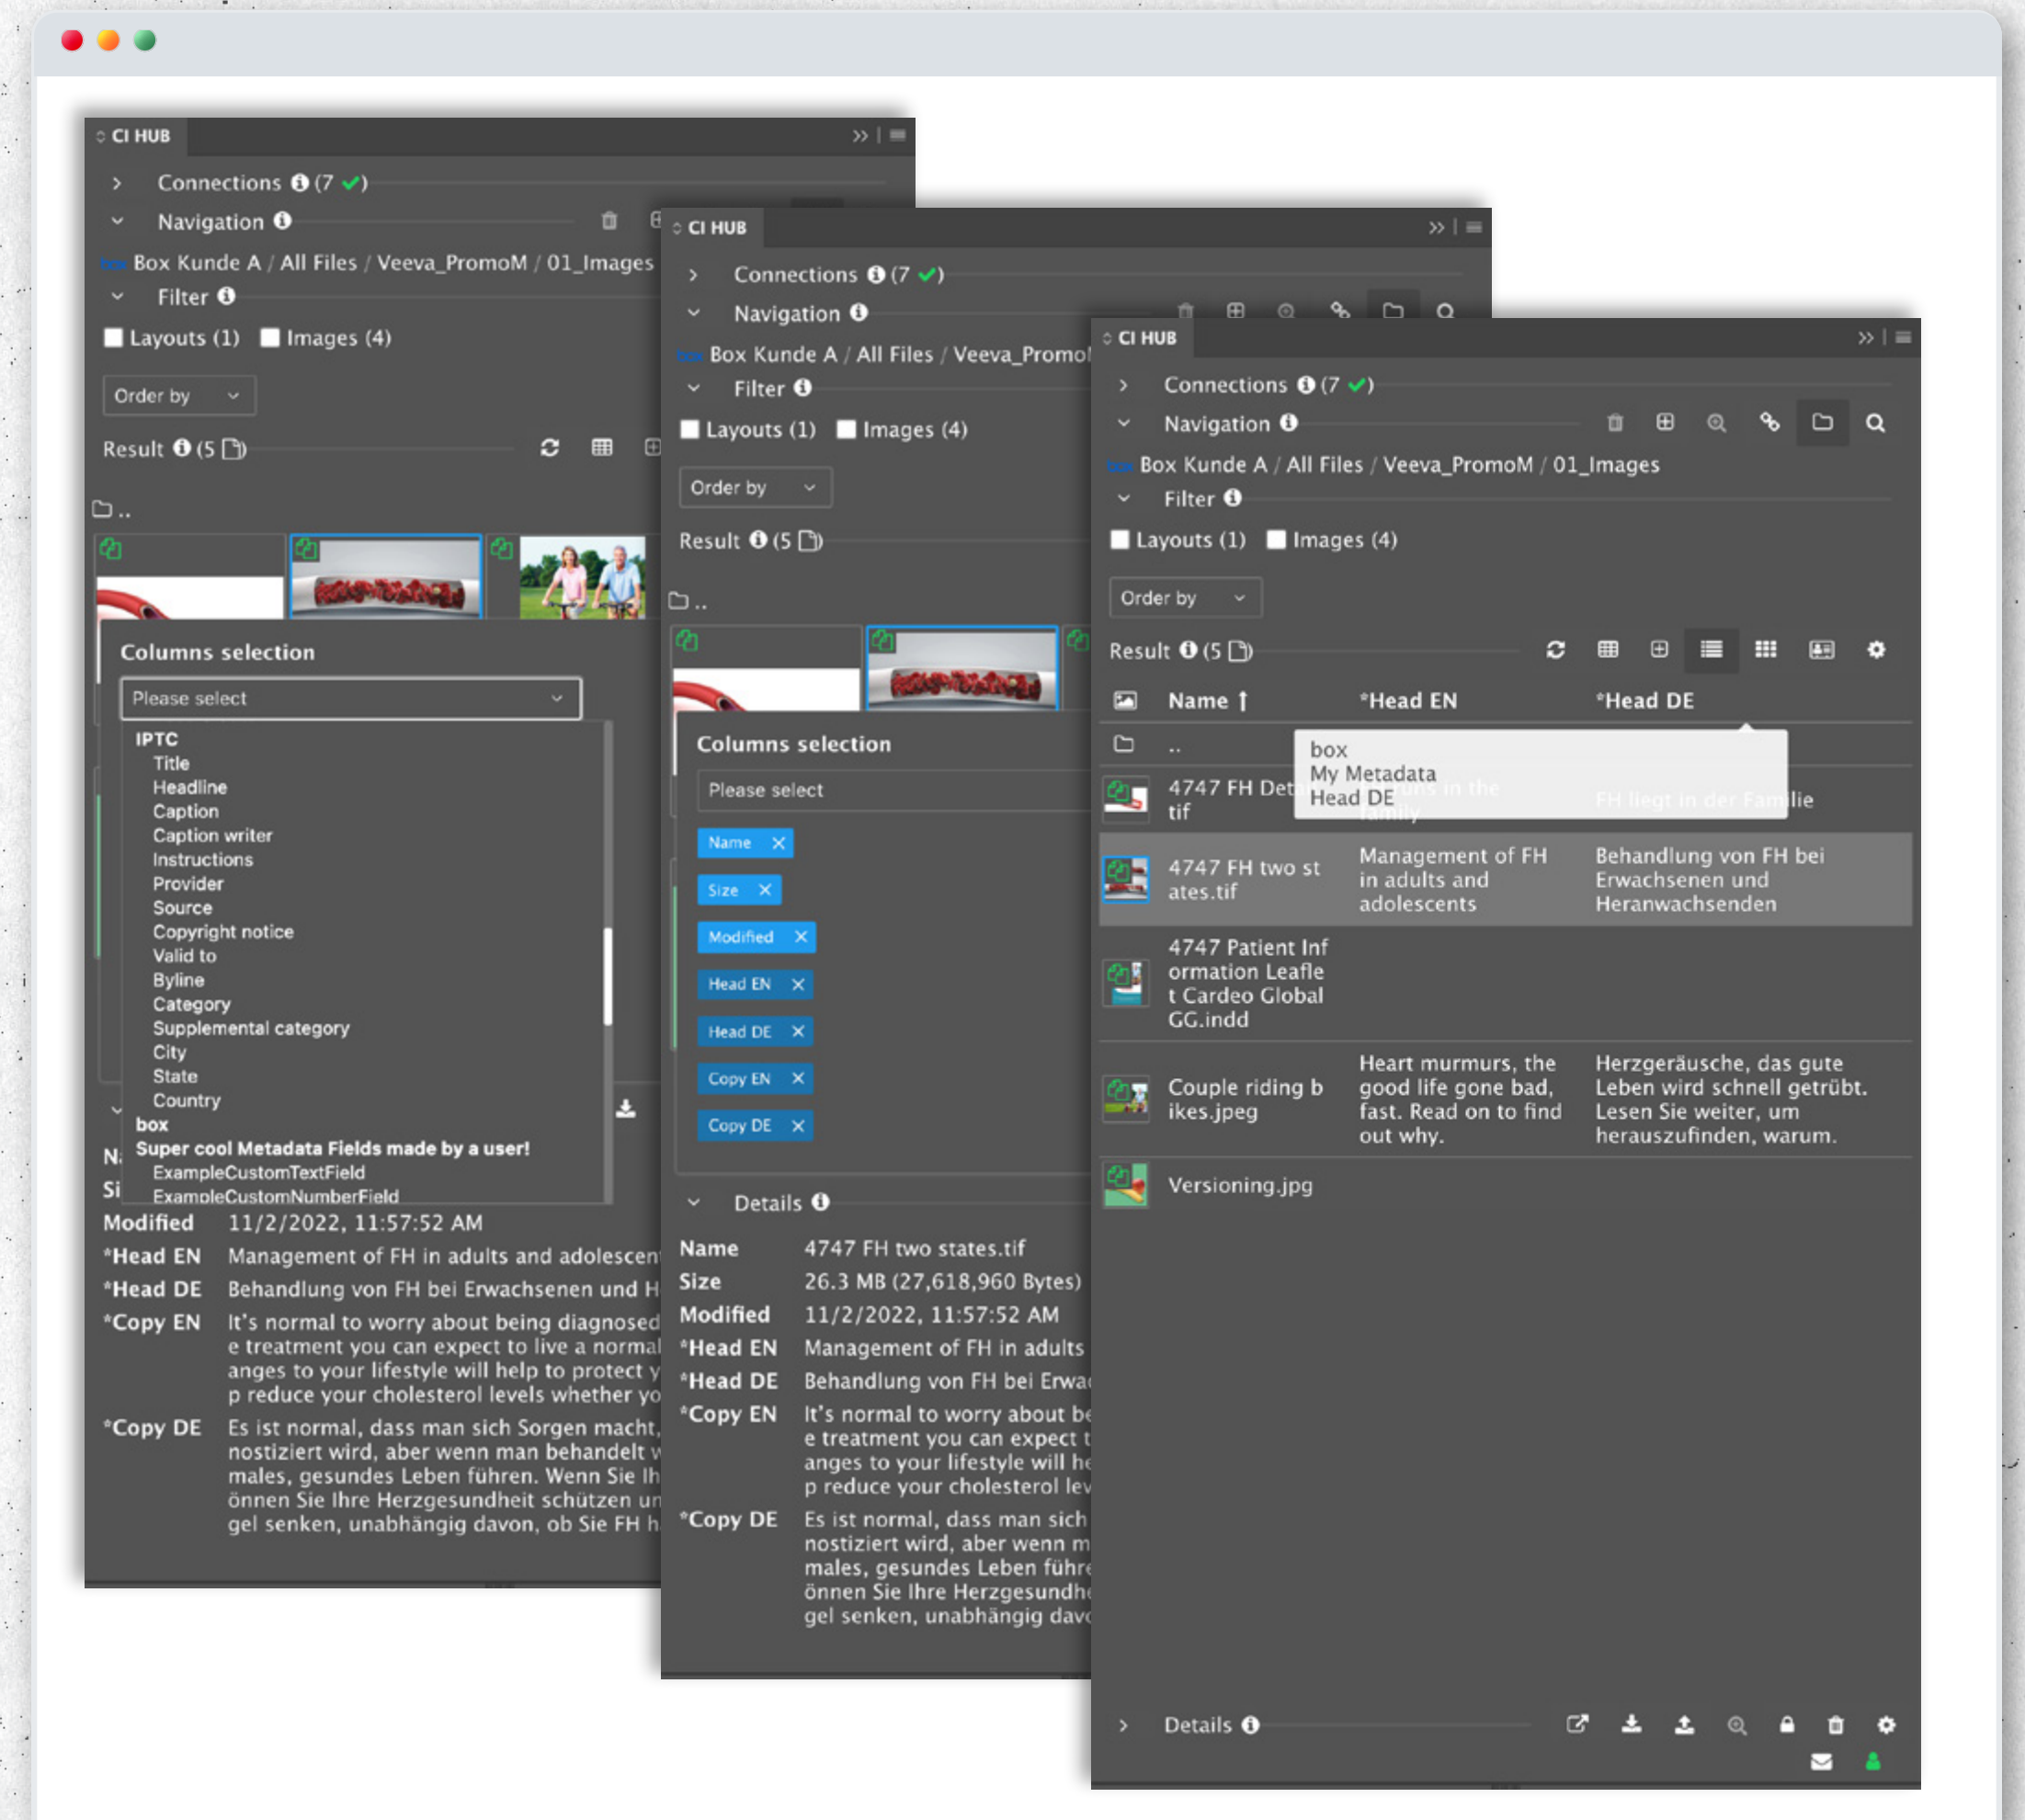 CI HUB
Connections (7 ✔)
Navigation
box Box Kunde A / All Files / Veeva_PromoM / 01_Images
Filter
Layouts (1) Images (4)
Order by
Result (5)
..
Columns selection
Please select
IPTC
Title
Headline
Caption
Caption writer
Instructions
Provider
Source
Copyright notice
Valid to
Byline
Category
Supplemental category
City
State
Country
box
Super cool Metadata Fields made by a user!
ExampleCustomTextField
ExampleCustomNumberField
Modified 11/2/2022, 11:57:52 AM
*Head EN Management of FH in adults and adolescen
*Head DE Behandlung von FH bei Erwachsenen und H
*Copy EN It's normal to worry about being diagnosed
e treatment you can expect to live a normal
anges to your lifestyle will help to protect y
p reduce your cholesterol levels whether yo
*Copy DE Es ist normal, dass man sich Sorgen macht,
nostiziert wird, aber wenn man behandelt w
males, gesundes Leben führen. Wenn Sie Ih
önnen Sie Ihre Herzgesundheit schützen un
gel senken, unabhängig davon, ob Sie FH h
CI HUB
Connections (7 ✔)
Navigation
box Box Kunde A / All Files / Veeva_Promo
Filter
Layouts (1) Images (4)
Order by
Result (5)
..
Columns selection
Please select
Name ×
Size ×
Modified ×
Head EN ×
Head DE ×
Copy EN ×
Copy DE ×
Details
Name 4747 FH two states.tif
Size 26.3 MB (27,618,960 Bytes)
Modified 11/2/2022, 11:57:52 AM
*Head EN Management of FH in adults
*Head DE Behandlung von FH bei Erwa
*Copy EN It's normal to worry about be
e treatment you can expect t
anges to your lifestyle will he
p reduce your cholesterol lev
*Copy DE Es ist normal, dass man sich
nostiziert wird, aber wenn m
males, gesundes Leben führe
önnen Sie Ihre Herzgesundhe
gel senken, unabhängig davo
CI HUB
Connections (7 ✔)
Navigation
box Box Kunde A / All Files / Veeva_PromoM / 01_Images
Filter
Layouts (1) Images (4)
Order by
Result (5)
Name ↑ *Head EN *Head DE
..
box
My Metadata
Head DE
4747 FH Det
tif
runs in the
family
FH liegt in der Familie
4747 FH two st
ates.tif
Management of FH
in adults and
adolescents
Behandlung von FH bei
Erwachsenen und
Heranwachsenden
4747 Patient Inf
ormation Leafle
t Cardeo Global
GG.indd
Couple riding b
ikes.jpeg
Heart murmurs, the
good life gone bad,
fast. Read on to find
out why.
Herzgeräusche, das gute
Leben wird schnell getrübt.
Lesen Sie weiter, um
herauszufinden, warum.
Versioning.jpg
Details